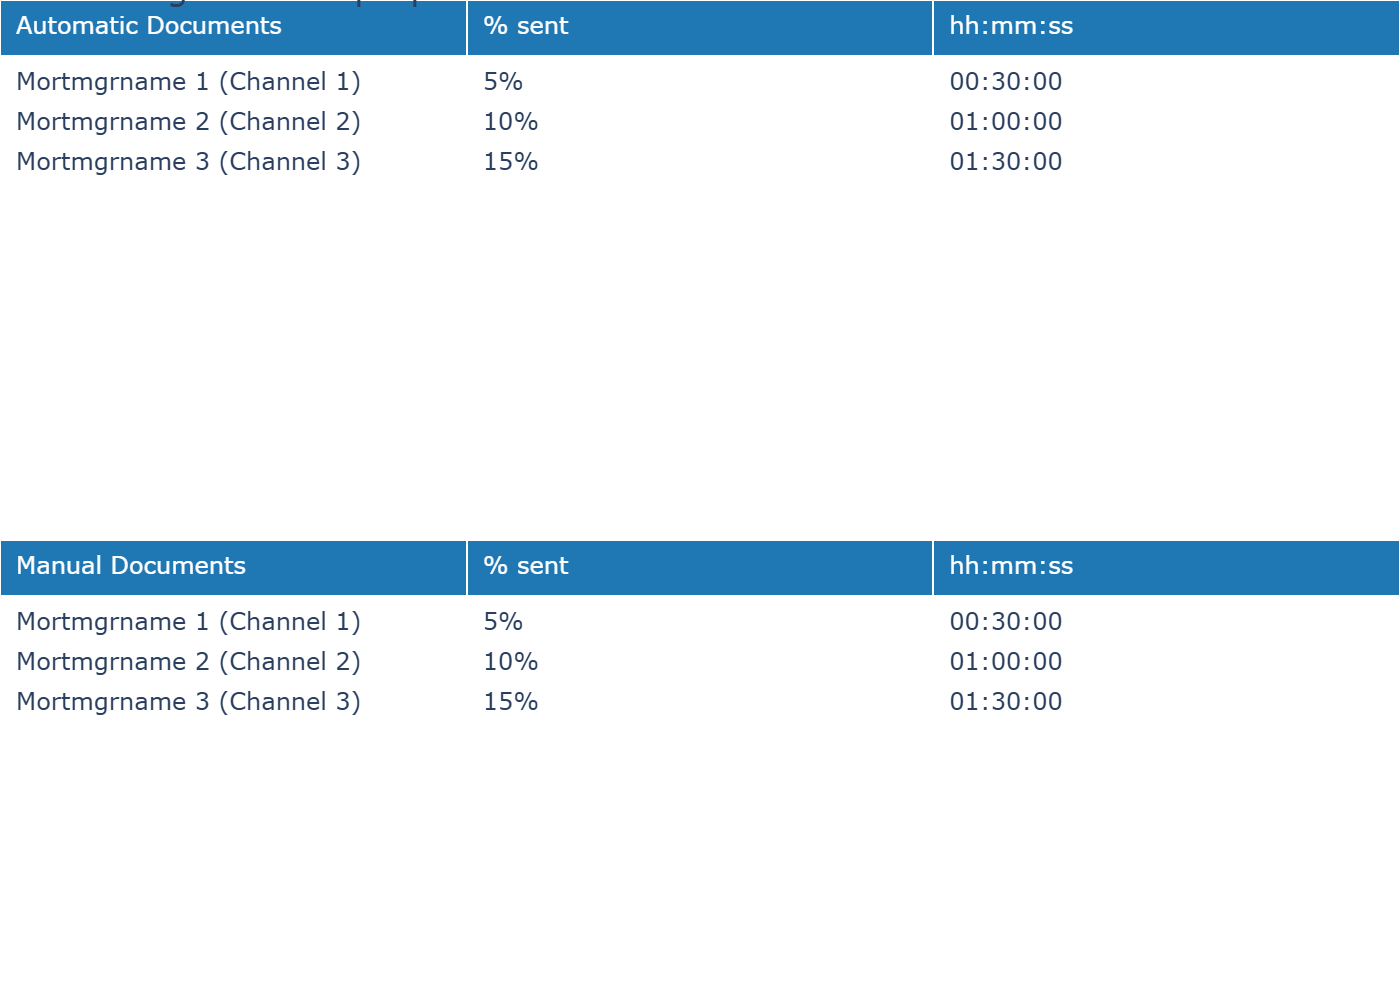 Automatic Documents % sent hh:mm:ss
Mortmgrname 1 (Channel 1) 5% 00:30:00
Mortmgrname 2 (Channel 2) 10% 01:00:00
Mortmgrname 3 (Channel 3) 15% 01:30:00
Manual Documents % sent hh:mm:ss
Mortmgrname 1 (Channel 1) 5% 00:30:00
Mortmgrname 2 (Channel 2) 10% 01:00:00
Mortmgrname 3 (Channel 3) 15% 01:30:00